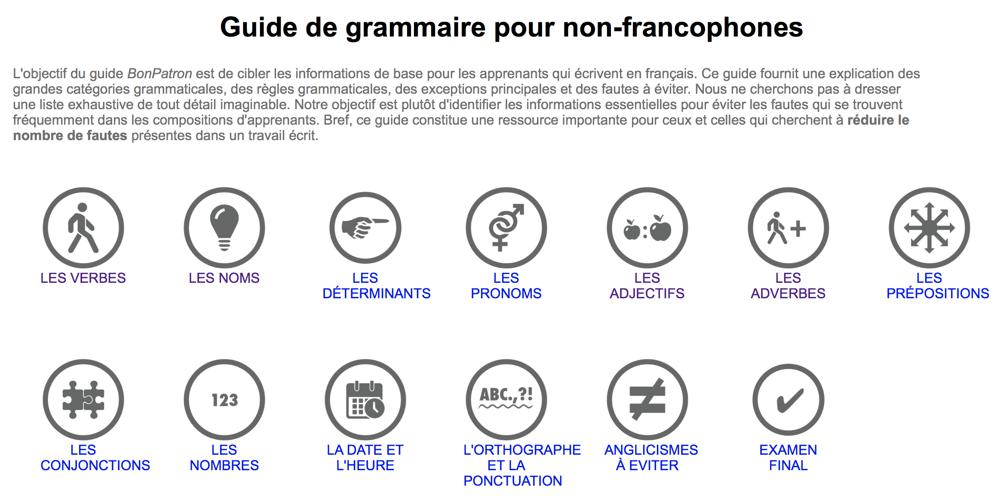 Guide de grammaire pour non-francophones
L'objectif du guide BonPatron est de cibler les informations de base pour les apprenants qui écrivent en français. Ce guide fournit une explication des
grandes catégories grammaticales, des règles grammaticales, des exceptions principales et des fautes à éviter. Nous ne cherchons pas à dresser
une liste exhaustive de tout détail imaginable. Notre objectif est plutôt d'identifier les informations essentielles pour éviter les fautes qui se trouvent
fréquemment dans les compositions d'apprenants. Bref, ce guide constitue une ressource importante pour ceux et celles qui cherchent à réduire le
nombre de fautes présentes dans un travail écrit.
LES VERBES
LES NOMS
LES
DÉTERMINANTS
LES
PRONOMS
LES
ADJECTIFS
LES
ADVERBES
LES
PRÉPOSITIONS
LES
CONJONCTIONS
123
LES
NOMBRES
LA DATE ET
L'HEURE
ABC.,?!
L'ORTHOGRAPHE
ET LA
PONCTUATION
ANGLICISMES
À EVITER
EXAMEN
FINAL